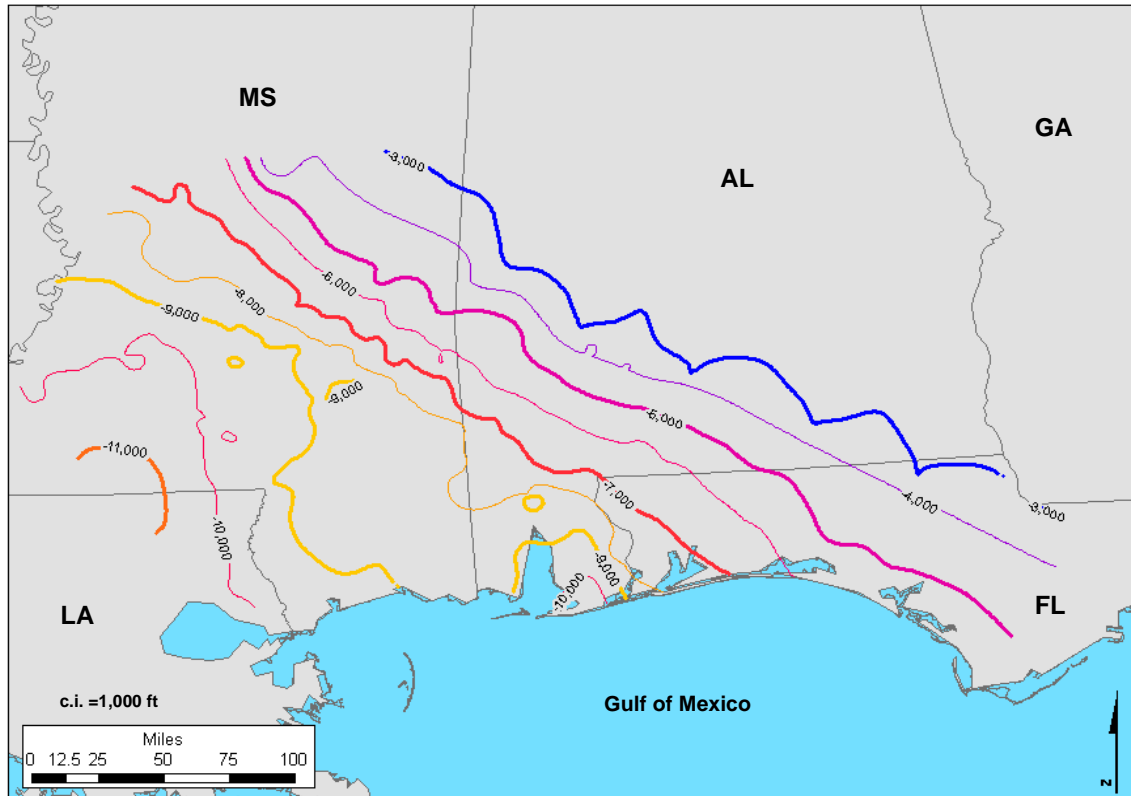 MS
GA
AL
-3,000
-6,000
-8,000
-9,000
-8,000
-5,000
-11,000
-7,000
-4,000
-3,000
-10,000
-9,000
-10,000
LA
FL
c.i. =1,000 ft
Gulf of Mexico
Miles
0 12.5 25 50 75 100
N